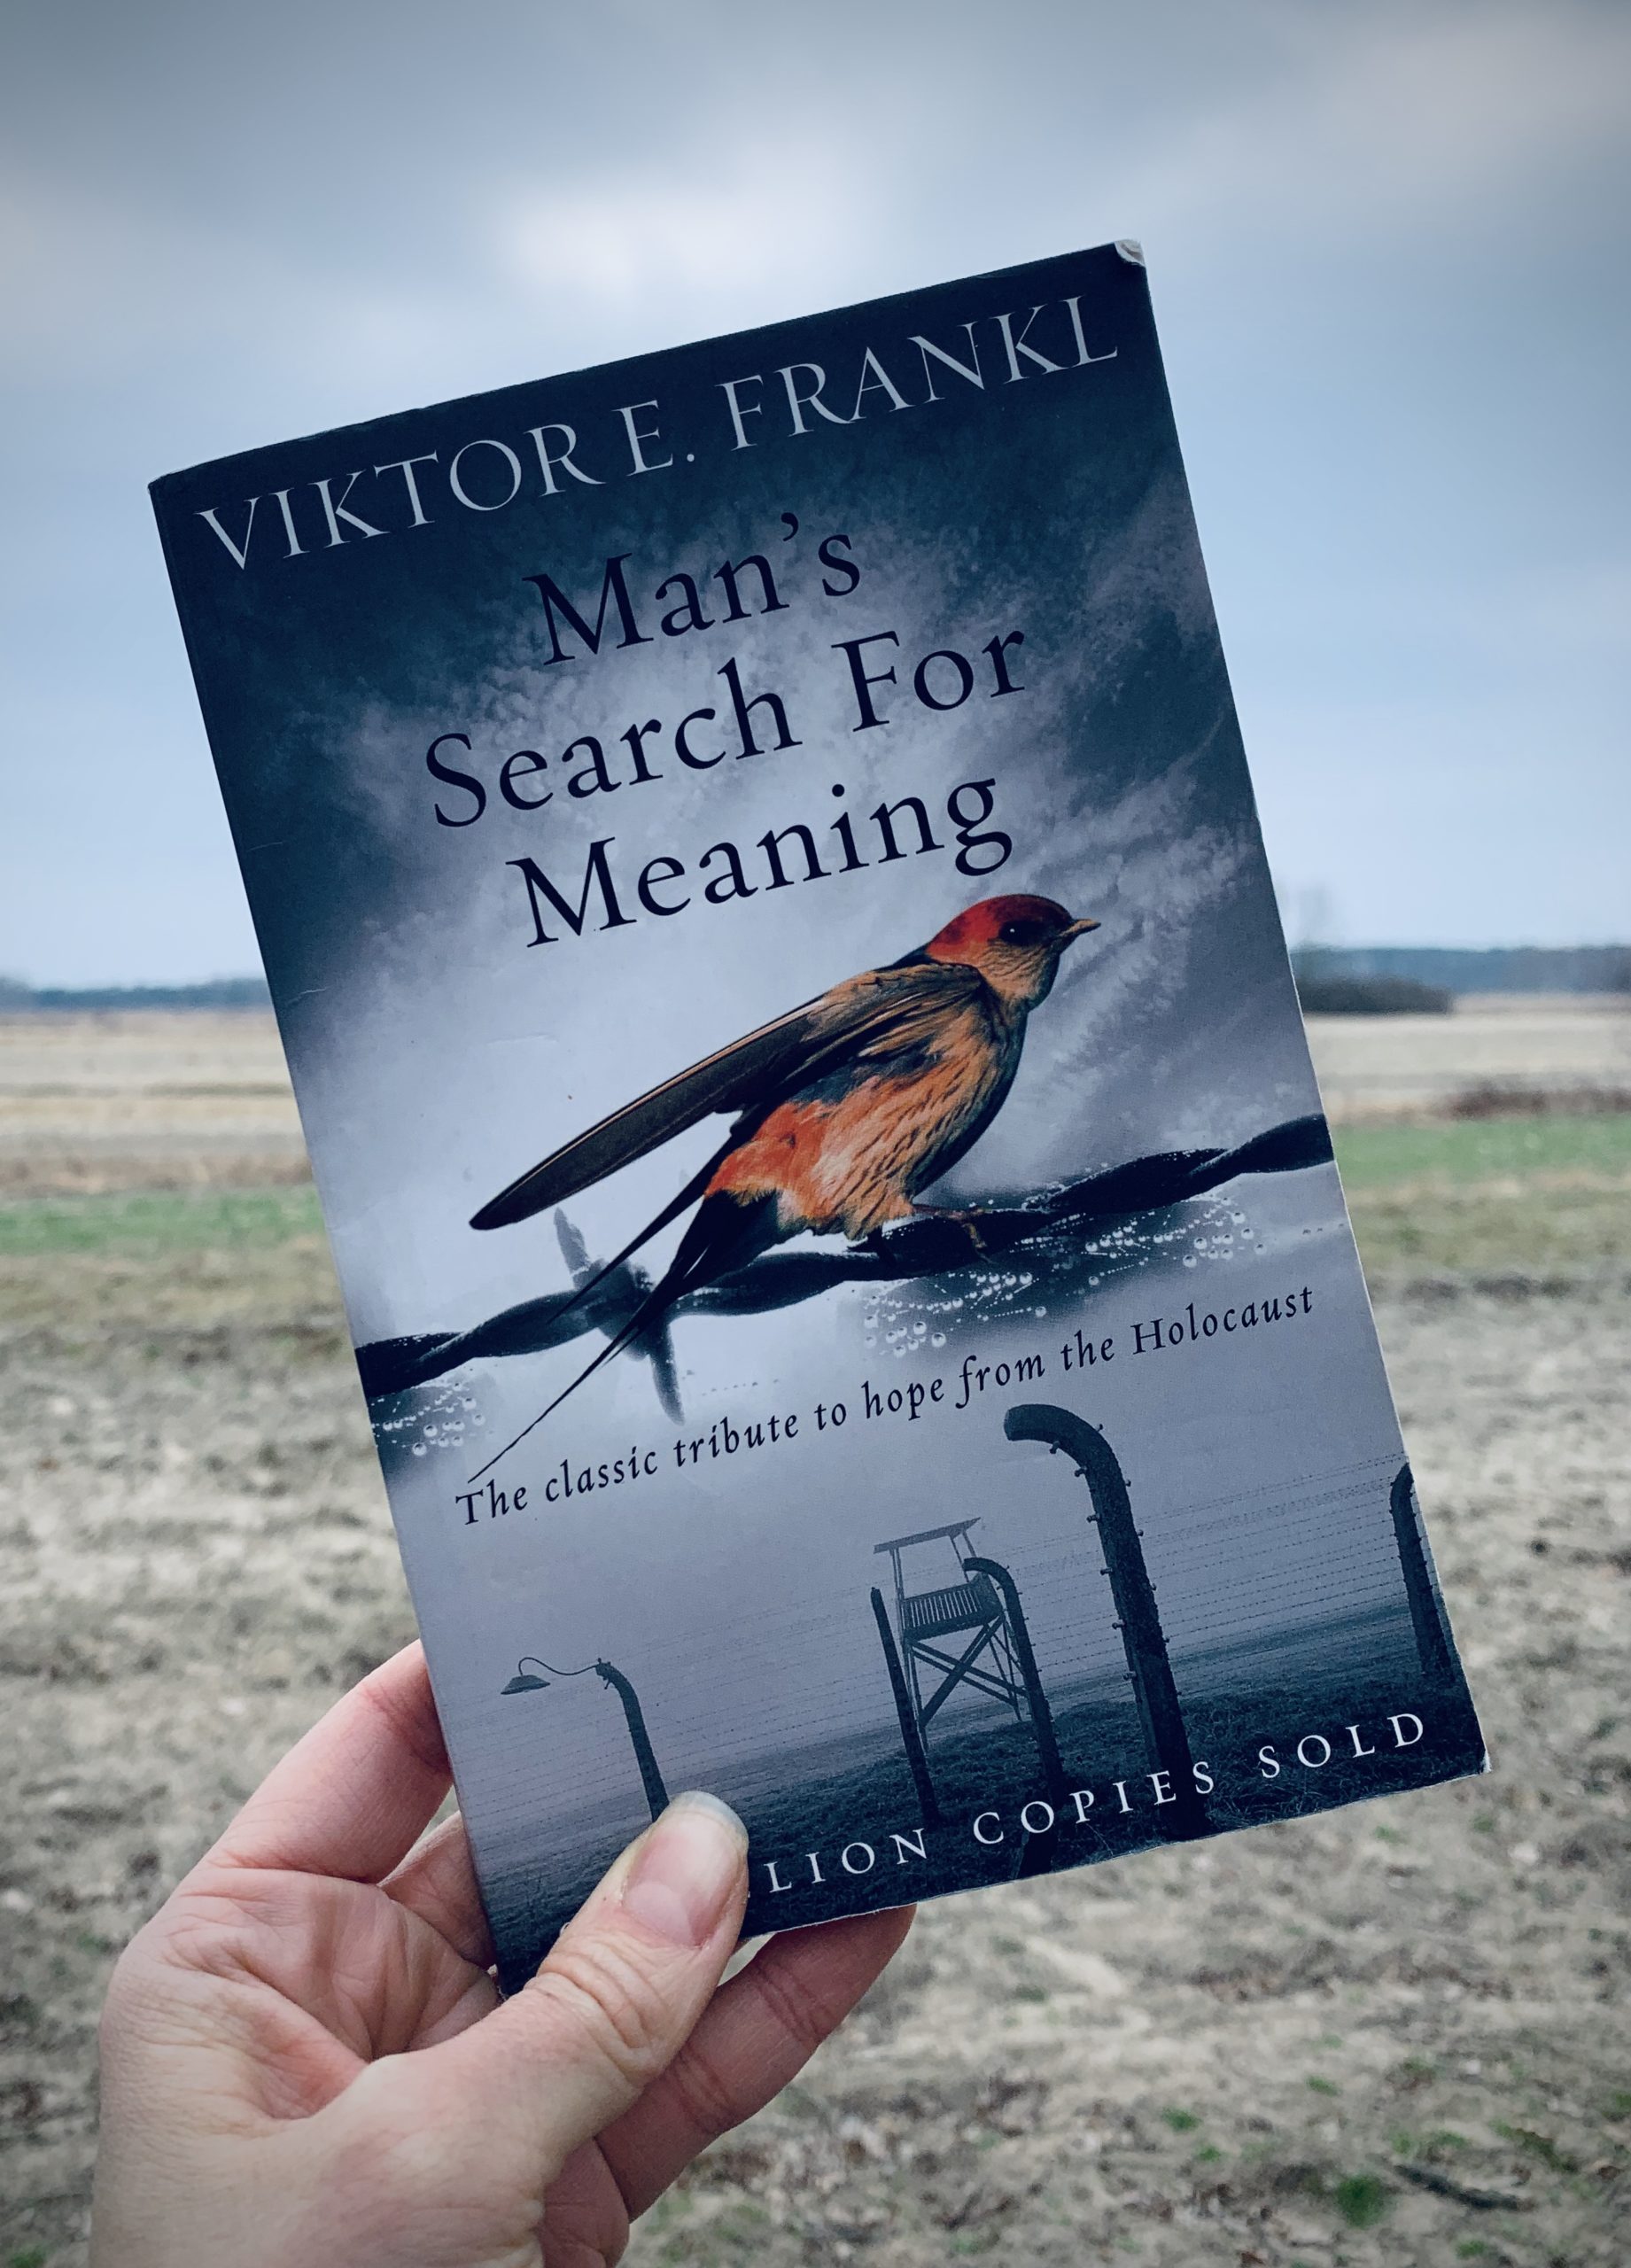 VIKTOR E. FRANKL
Man's
Search For
Meaning
The classic tribute to hope from the Holocaust
LION COPIES SOLD